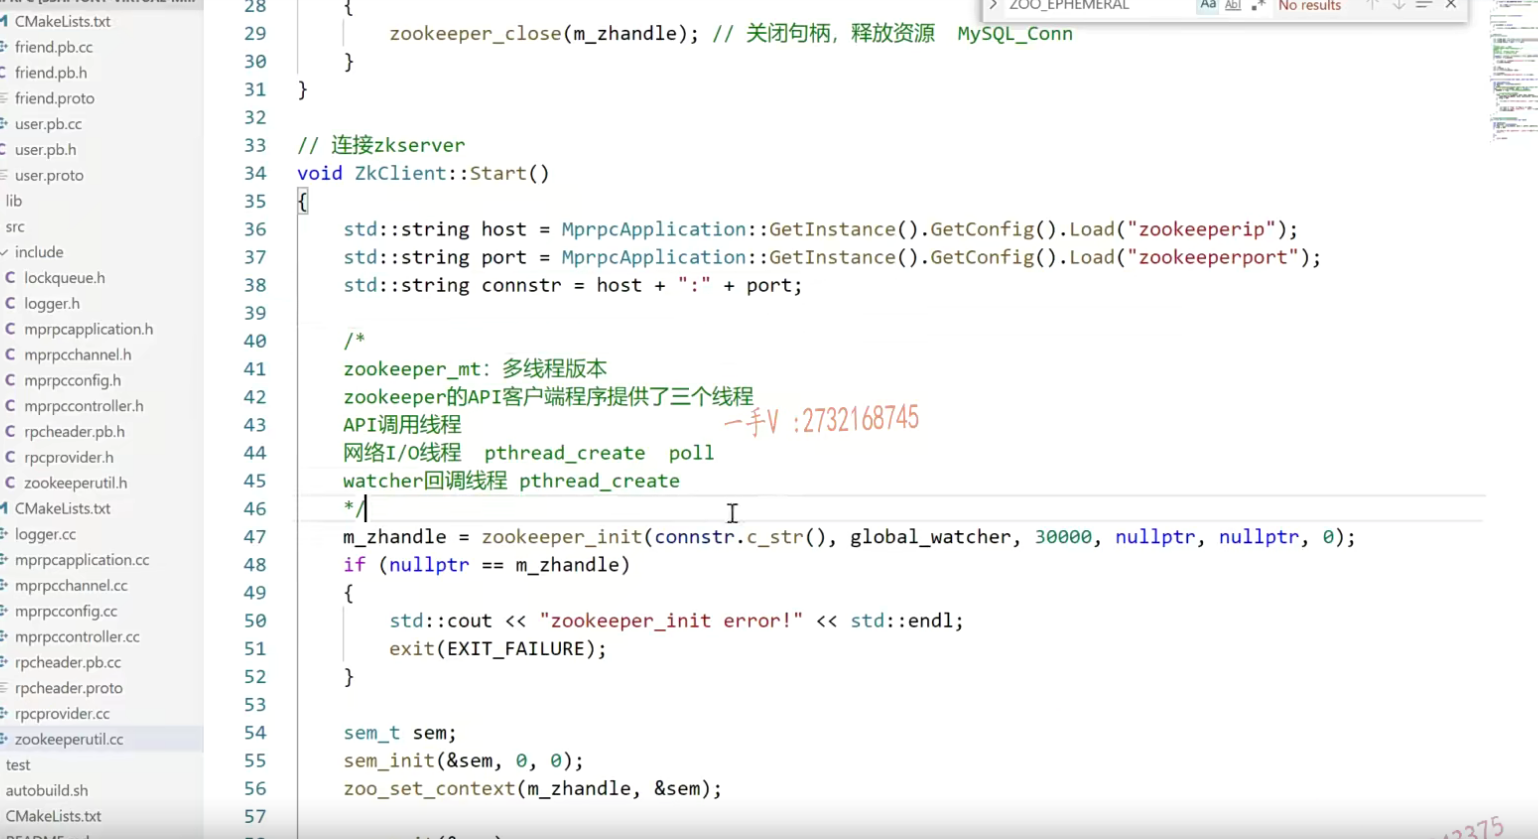 CMakeLists.txt
friend.pb.cc
friend.pb.h
friend.proto
user.pb.cc
user.pb.h
user.proto
lib
src
include
lockqueue.h
logger.h
mprpcapplication.h
mprpcchannel.h
mprpcconfig.h
mprpccontroller.h
rpcheader.pb.h
rpcprovider.h
zookeeperutil.h
CMakeLists.txt
logger.cc
mprpcapplication.cc
mprpcchannel.cc
mprpcconfig.cc
mprpccontroller.cc
rpcheader.pb.cc
rpcheader.proto
rpcprovider.cc
zookeeperutil.cc
test
autobuild.sh
CMakeLists.txt
ZOO_EPHEMERAL Aa Abl No results
28 {
29 zookeeper_close(m_zhandle); // 关闭句柄，释放资源  MySQL_Conn
30 }
31 }
32
33 // 连接zkserver
34 void ZkClient::Start()
35 {
36 std::string host = MprpcApplication::GetInstance().GetConfig().Load("zookeeperip");
37 std::string port = MprpcApplication::GetInstance().GetConfig().Load("zookeeperport");
38 std::string connstr = host + ":" + port;
39
40 /*
41 zookeeper_mt：多线程版本
42 zookeeper的API客户端程序提供了三个线程
43 API调用线程
一手V :2732168745
44 网络I/O线程  pthread_create  poll
45 watcher回调线程 pthread_create
46 */
47 m_zhandle = zookeeper_init(connstr.c_str(), global_watcher, 30000, nullptr, nullptr, 0);
48 if (nullptr == m_zhandle)
49 {
50 std::cout << "zookeeper_init error!" << std::endl;
51 exit(EXIT_FAILURE);
52 }
53
54 sem_t sem;
55 sem_init(&sem, 0, 0);
56 zoo_set_context(m_zhandle, &sem);
57